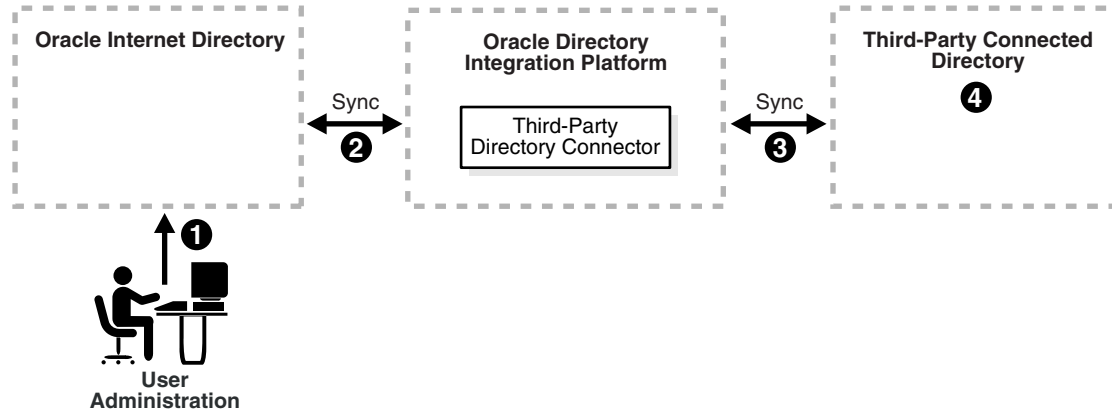 Oracle Internet Directory
Oracle Directory
Integration Platform
Third-Party Connected
Directory
4
Sync
2
Third-Party
Directory Connector
Sync
3
1
User
Administration